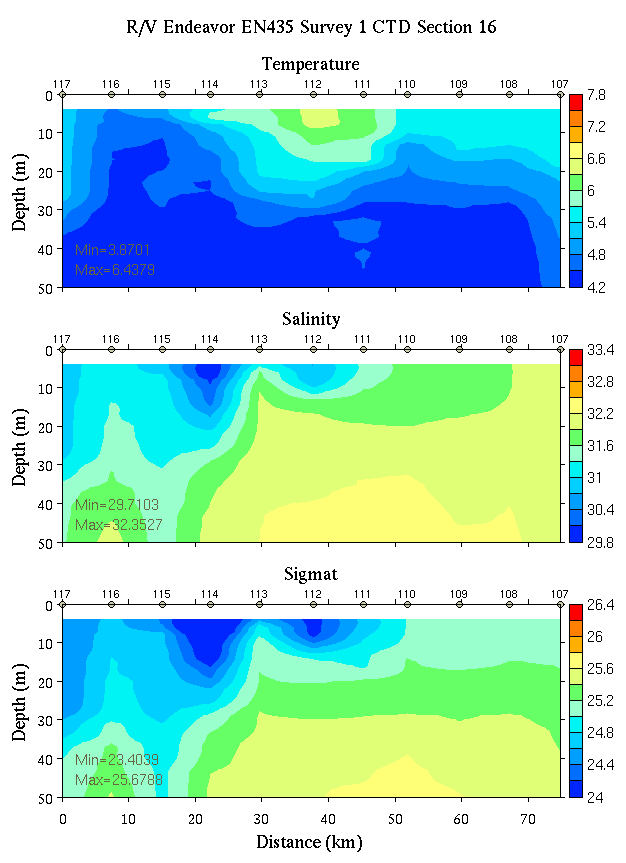 R/V Endeavor EN435 Survey 1 CTD Section 16
Temperature
117 116 115 114 113 112 111 110 109 108 107
0
10
20
30
40
50
Depth (m)
Min=3.8701
Max=6.4379
7.8
7.2
6.6
6
5.4
4.8
4.2
Salinity
117 116 115 114 113 112 111 110 109 108 107
0
10
20
30
40
50
Depth (m)
Min=29.7103
Max=32.3527
33.4
32.8
32.2
31.6
31
30.4
29.8
Sigmat
117 116 115 114 113 112 111 110 109 108 107
0
10
20
30
40
50
Depth (m)
Min=23.4039
Max=25.6788
26.4
26
25.6
25.2
24.8
24.4
24
0 10 20 30 40 50 60 70
Distance (km)